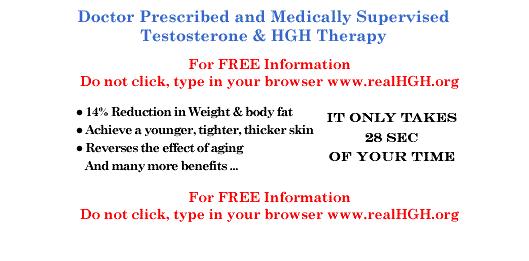 Doctor Prescribed and Medically Supervised
Testosterone & HGH Therapy
For FREE Information
Do not click, type in your browser www.realHGH.org
• 14% Reduction in Weight & body fat
• Achieve a younger, tighter, thicker skin
• Reverses the effect of aging
And many more benefits ...
IT ONLY TAKES
28 SEC
OF YOUR TIME
For FREE Information
Do not click, type in your browser www.realHGH.org